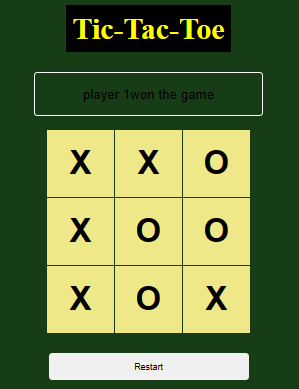 Tic-Tac-Toe
player 1won the game
X X O
X O O
X O X
Restart